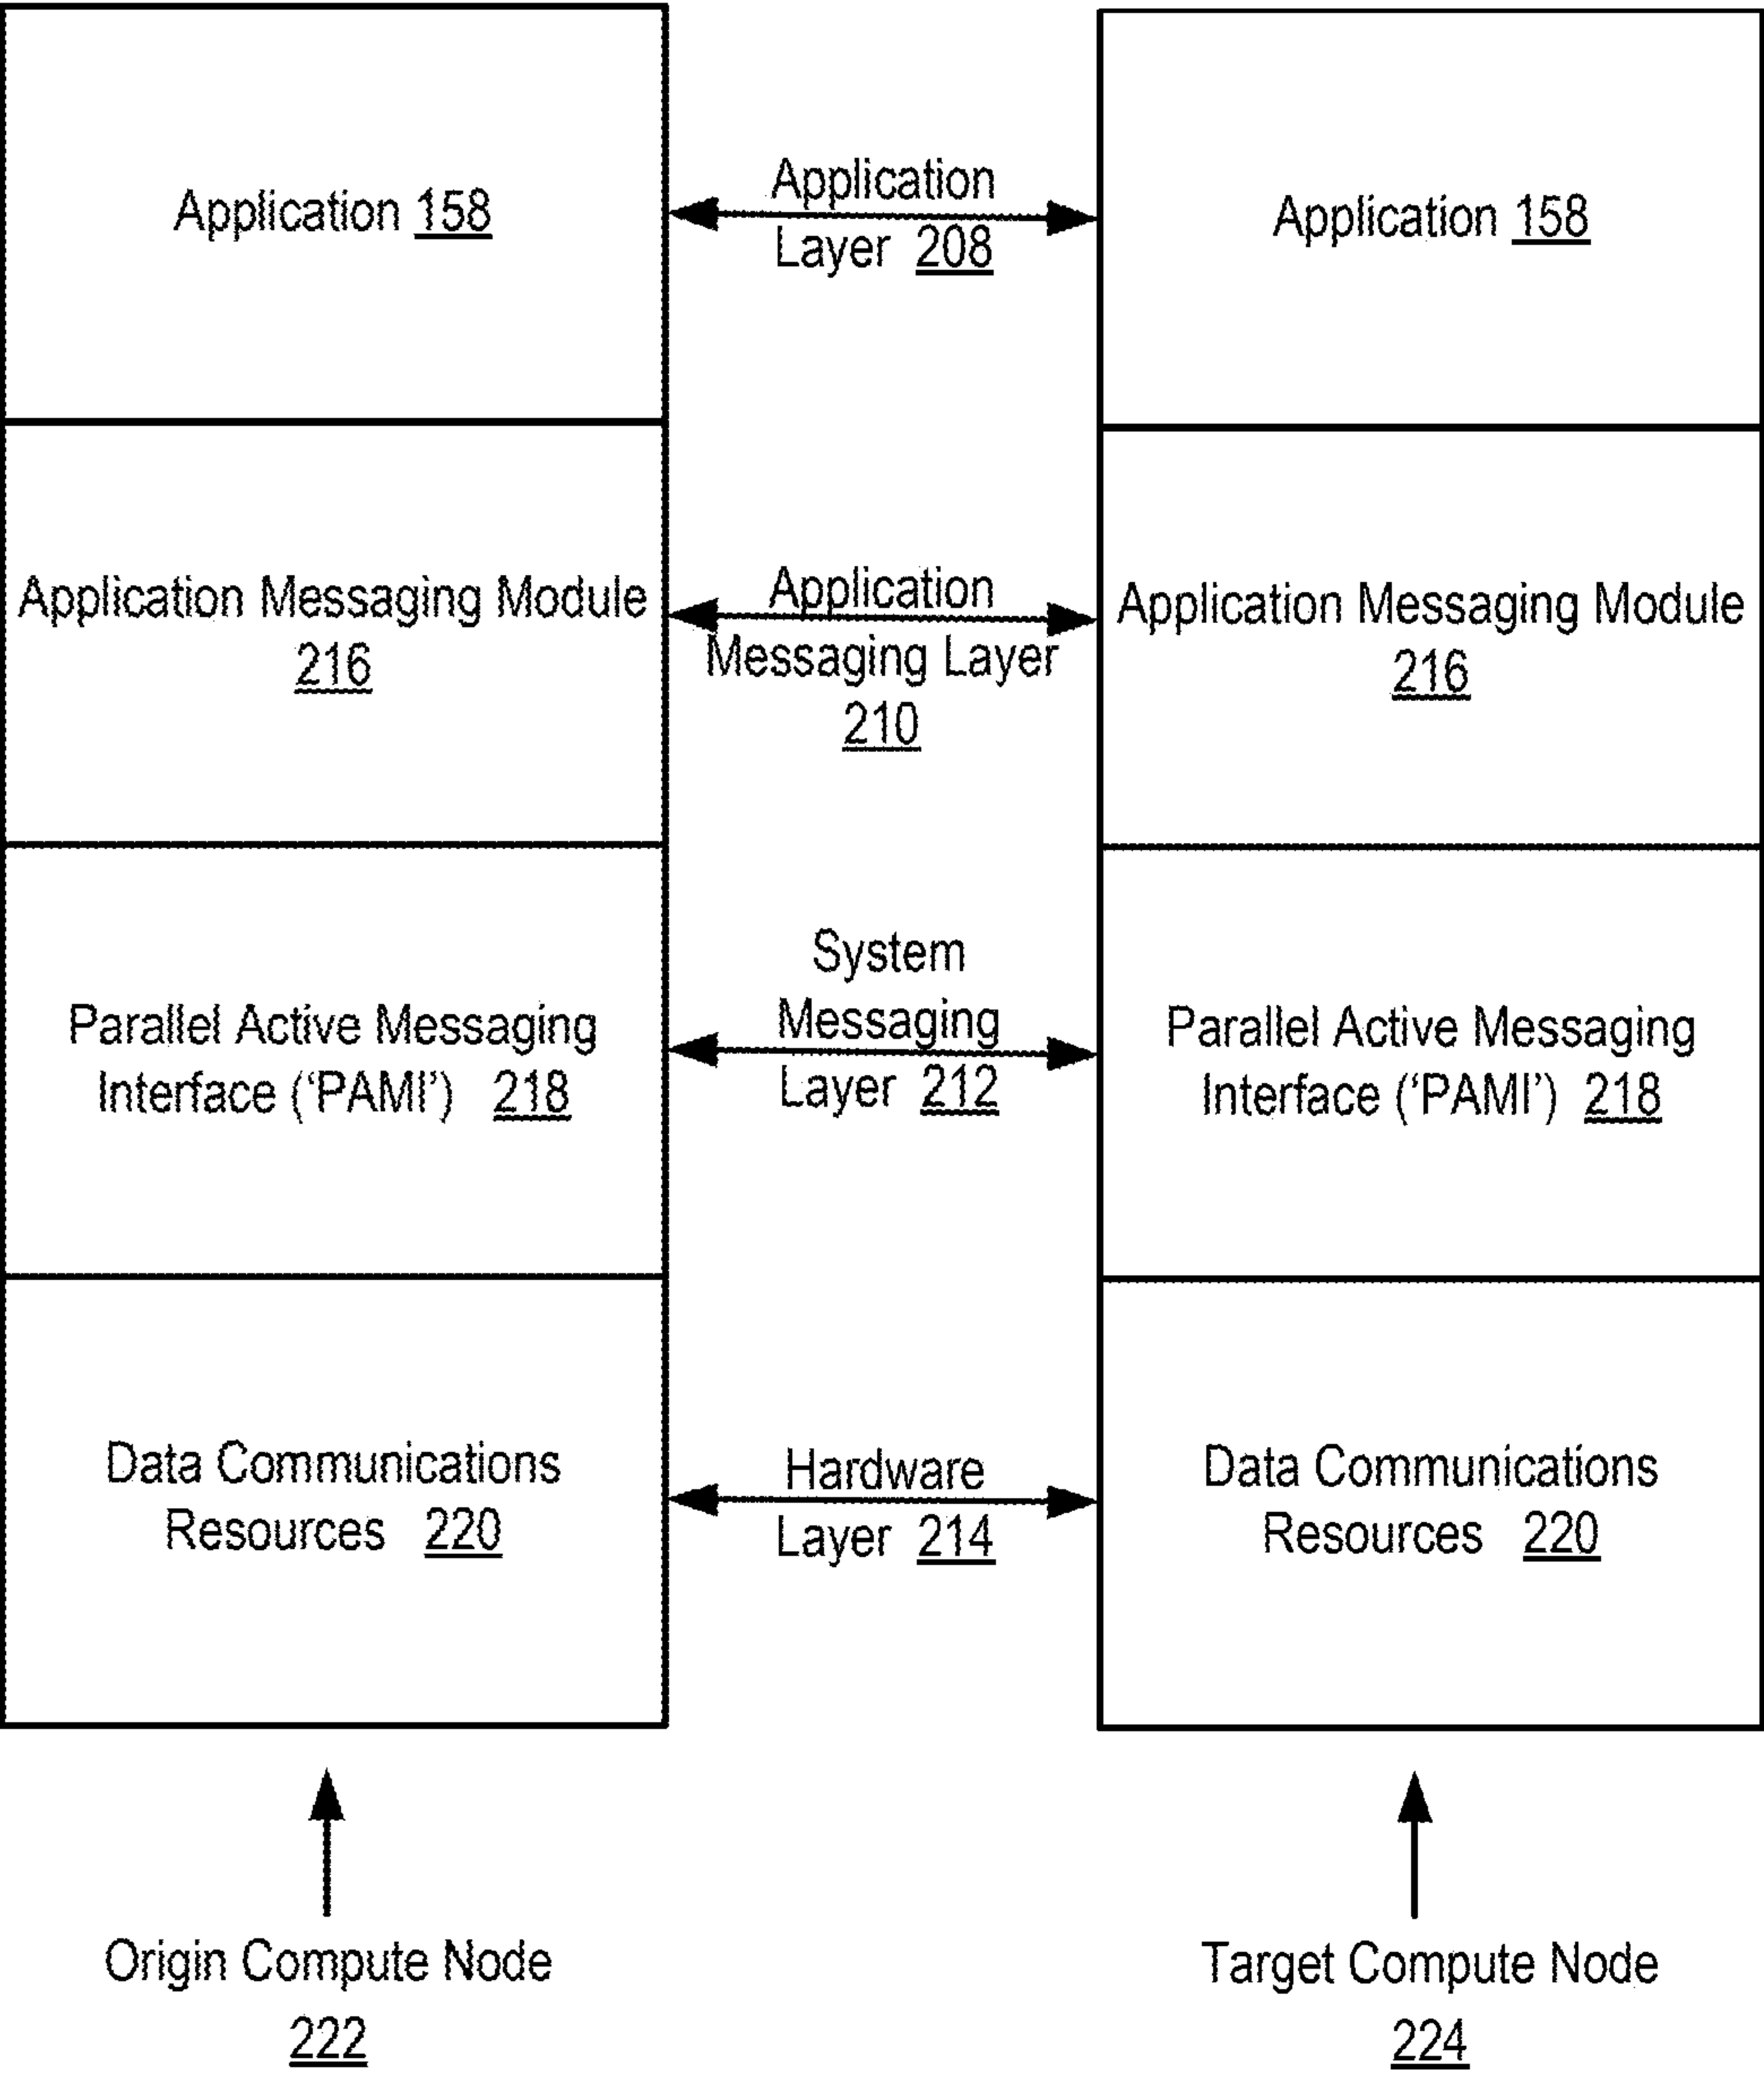 Application 158
Application
Layer 208
Application 158
Application Messaging Module
216
Application
Messaging Layer
210
Application Messaging Module
216
Parallel Active Messaging
Interface (‘PAMI’) 218
System
Messaging
Layer 212
Parallel Active Messaging
Interface (‘PAMI’) 218
Data Communications
Resources 220
Hardware
Layer 214
Data Communications
Resources 220
Origin Compute Node
222
Target Compute Node
224